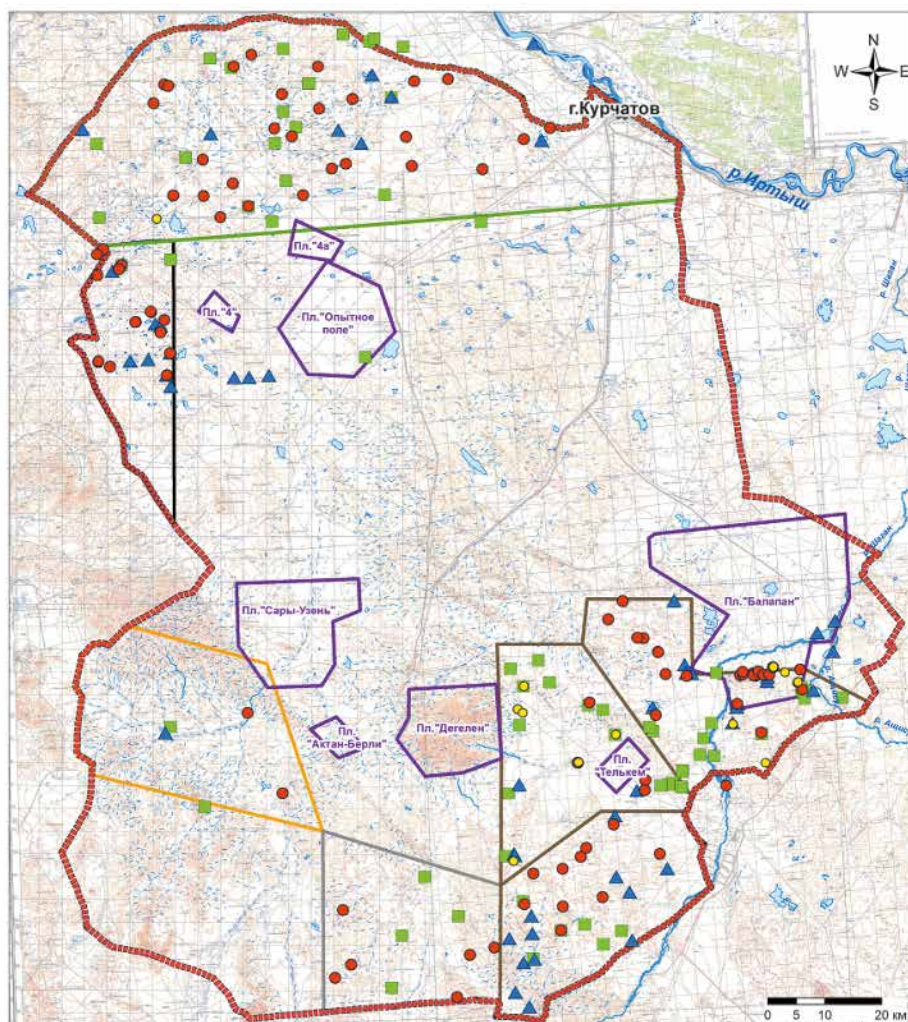 N
W E
S
г.Курчатов
р.Иртыш
Пл."4а"
Пл."4"
Пл."Опытное
поле"
р. Шаган
Пл."Балапан"
Пл."Сары-Узень"
Пл.
"Актан-Берли"
Пл."Дегелен"
Пл.
"Телькем"
0 5 10 20 км